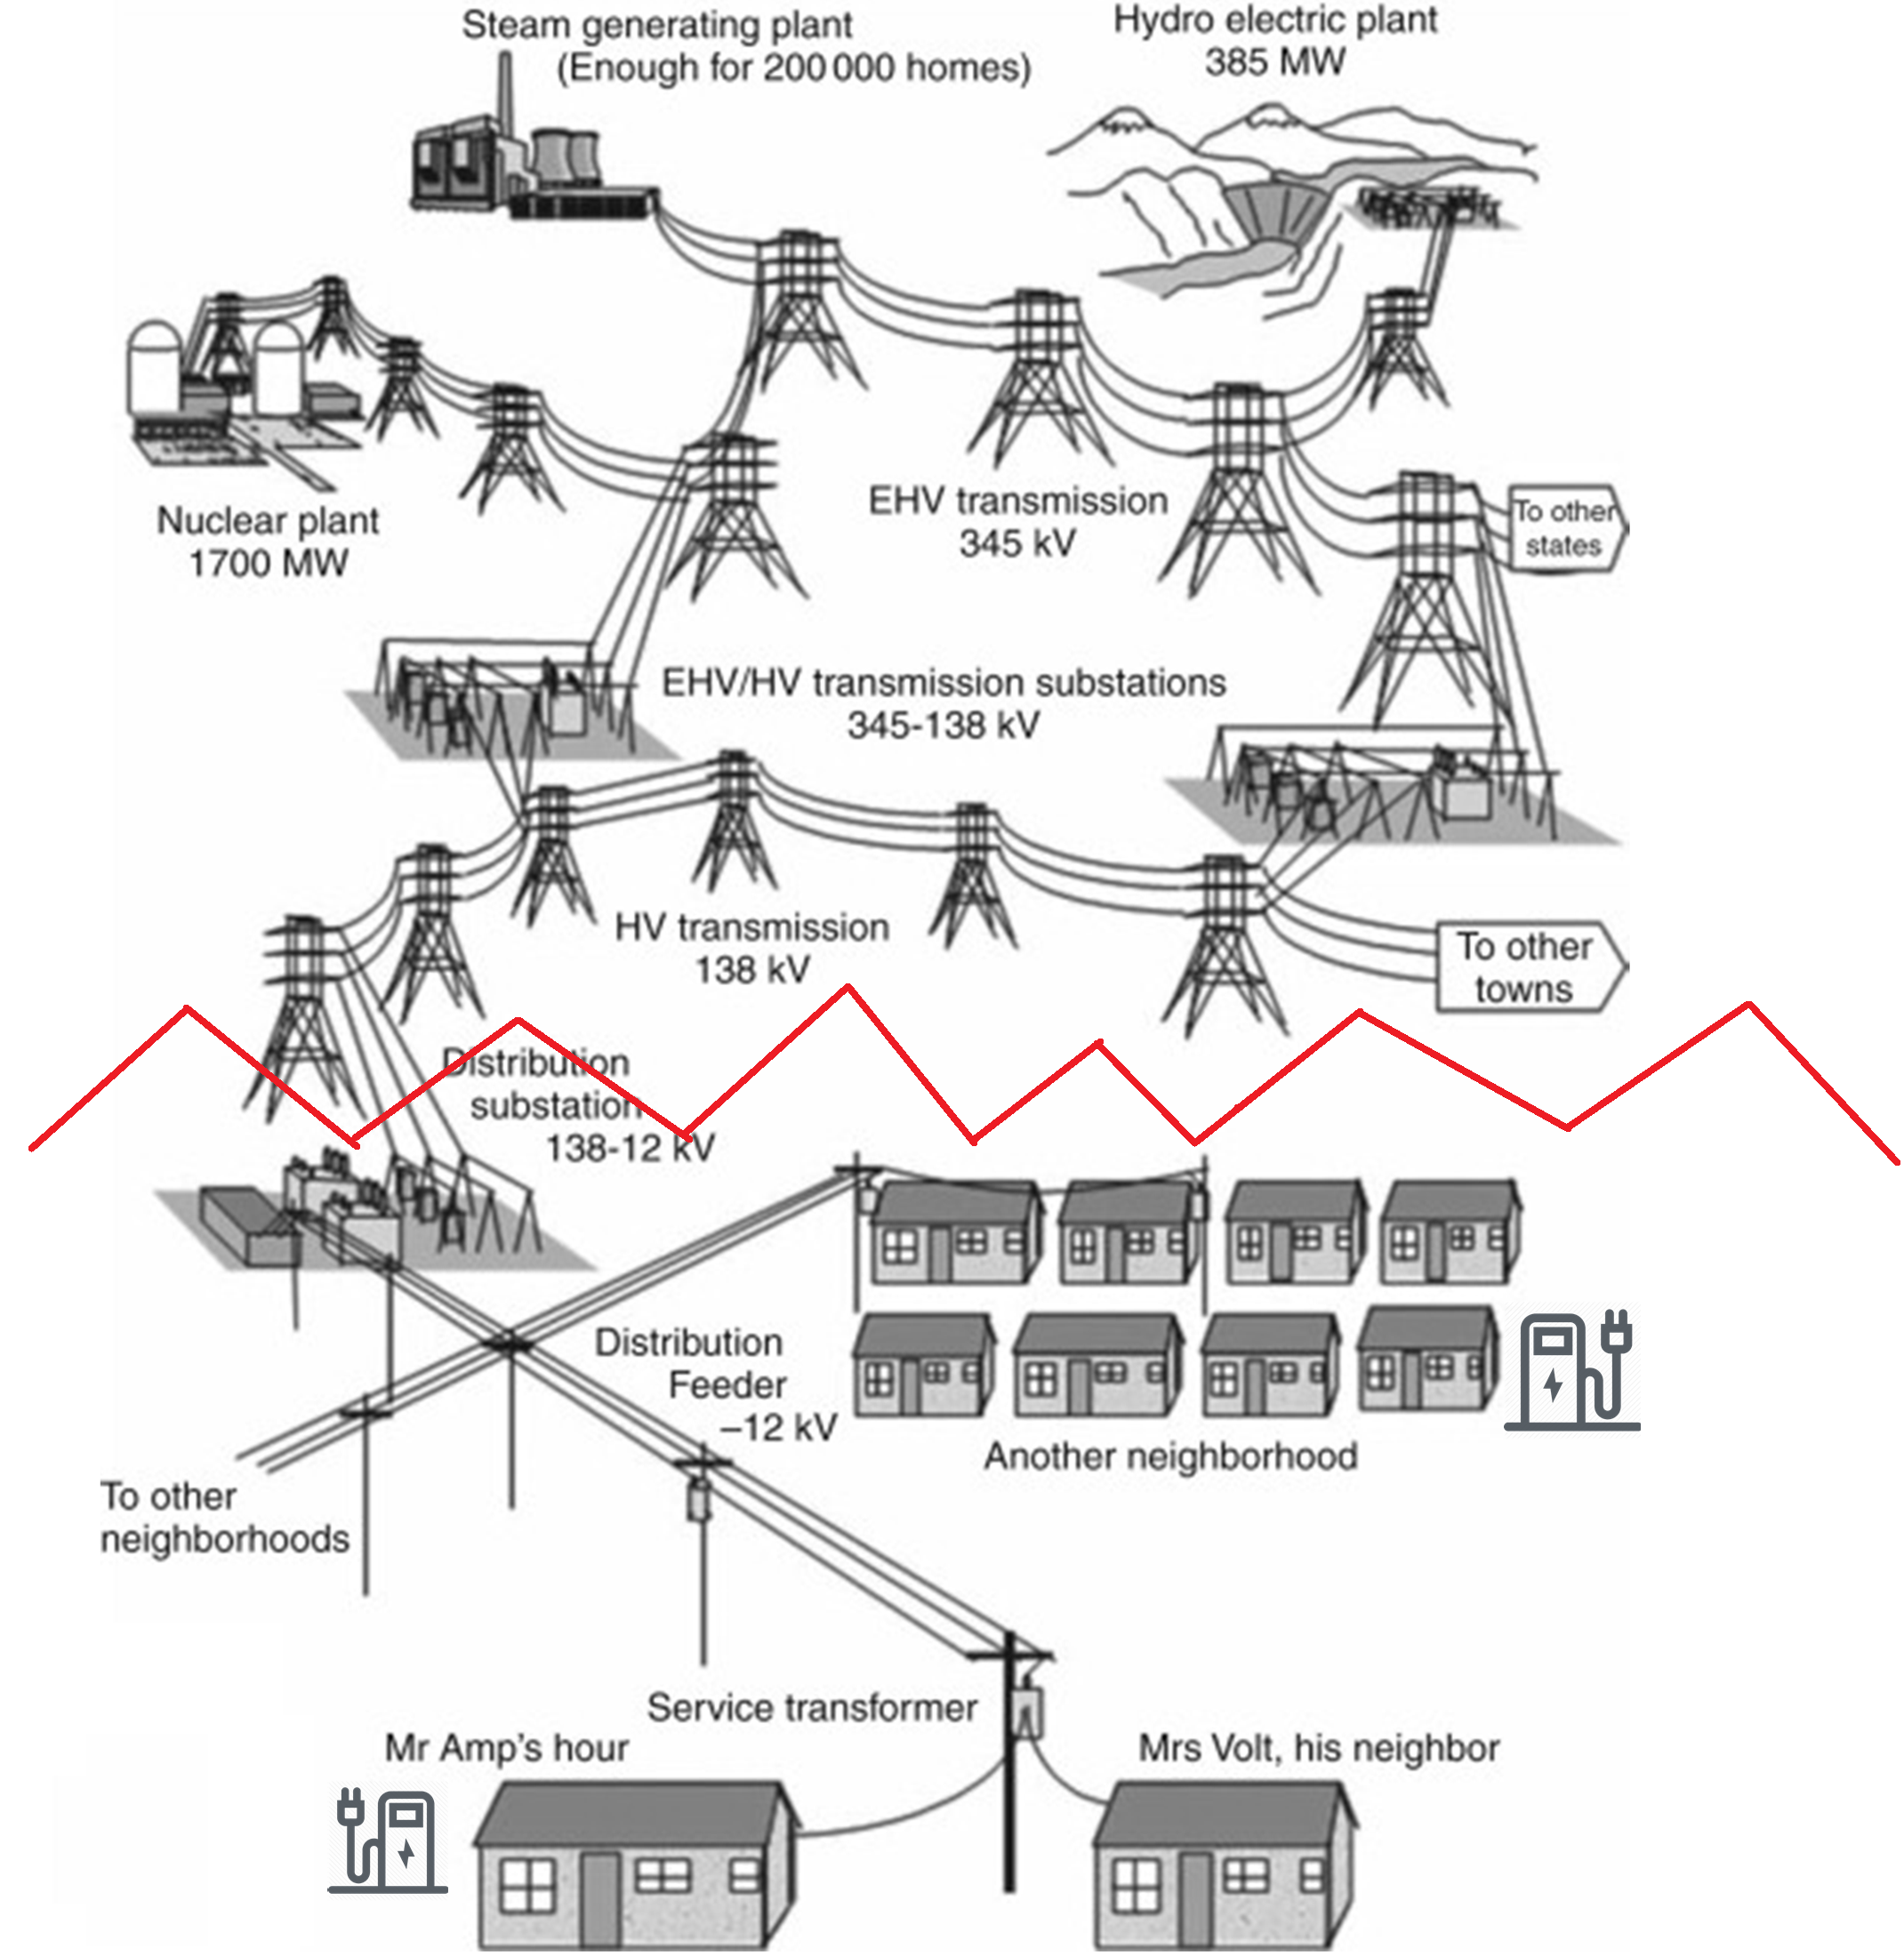 Steam generating plant
(Enough for 200 000 homes)
Hydro electric plant
385 MW
Nuclear plant
1700 MW
EHV transmission
345 kV
To other
states
EHV/HV transmission substations
345-138 kV
HV transmission
138 kV
To other
towns
Distribution
substation
138-12 kV
Distribution
Feeder
–12 kV
Another neighborhood
To other
neighborhoods
Service transformer
Mr Amp's hour
Mrs Volt, his neighbor